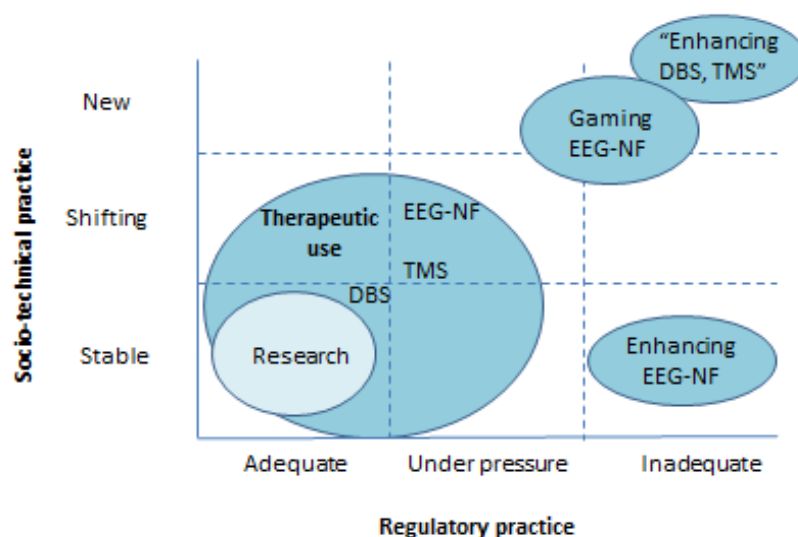 "Enhancing
DBS, TMS"
New
Gaming
EEG-NF
Socio-technical practice
Shifting
Therapeutic
use
EEG-NF
TMS
DBS
Stable
Research
Enhancing
EEG-NF
Adequate
Under pressure
Inadequate
Regulatory practice